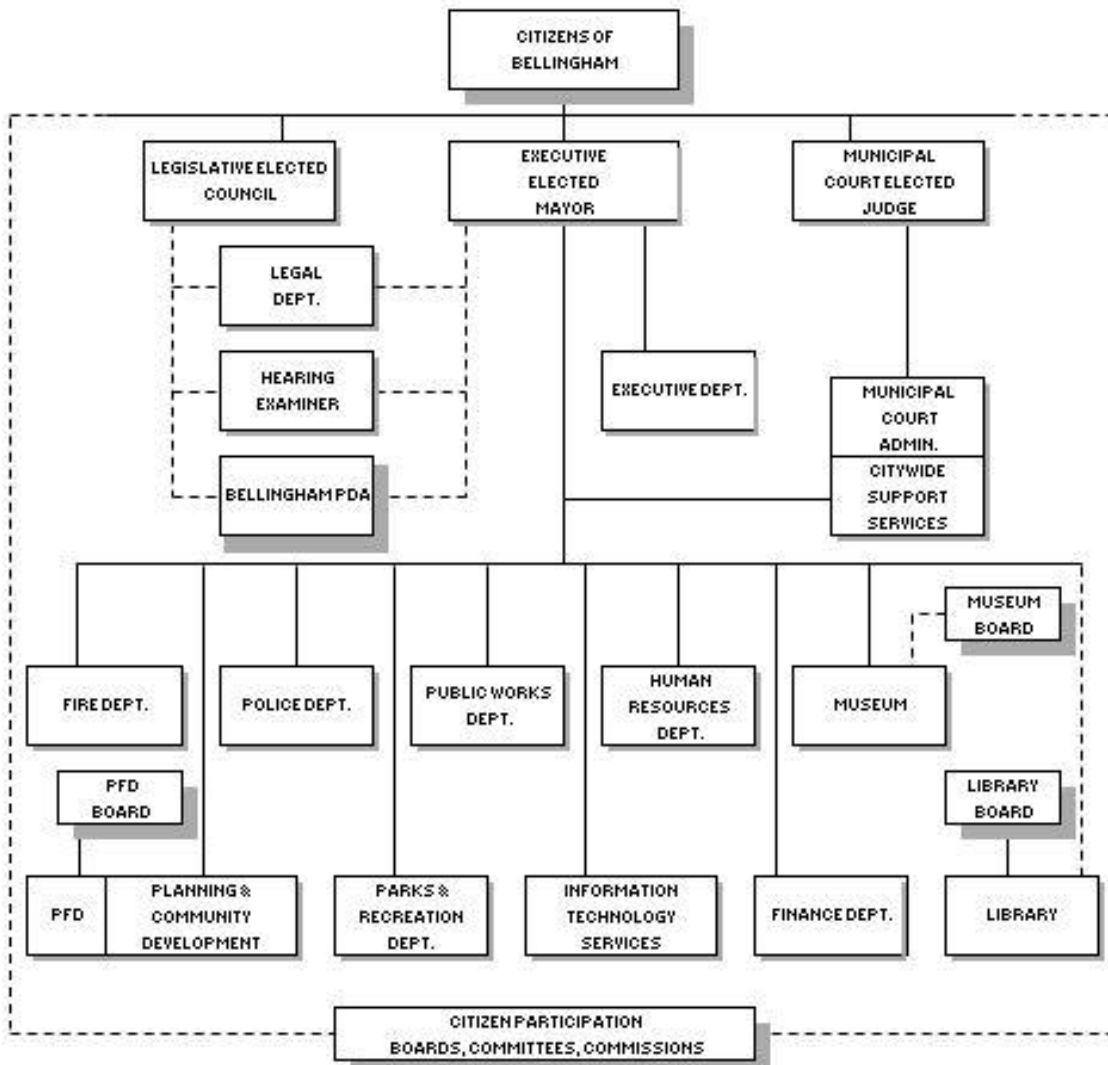 CITIZENS OF
BELLINGHAM
LEGISLATIVE ELECTED
COUNCIL
EXECUTIVE
ELECTED
MAYOR
MUNICIPAL
COURT ELECTED
JUDGE
LEGAL
DEPT.
HEARING
EXAMINER
BELLINGHAM PDA
EXECUTIVE DEPT.
MUNICIPAL
COURT
ADMIN.
CITYWIDE
SUPPORT
SERVICES
MUSEUM
BOARD
FIRE DEPT.
POLICE DEPT.
PUBLIC WORKS
DEPT.
HUMAN
RESOURCES
DEPT.
MUSEUM
PFD
BOARD
LIBRARY
BOARD
PFD
PLANNING &
COMMUNITY
DEVELOPMENT
PARKS &
RECREATION
DEPT.
INFORMATION
TECHNOLOGY
SERVICES
FINANCE DEPT.
LIBRARY
CITIZEN PARTICIPATION
BOARDS, COMMITTEES, COMMISSIONS